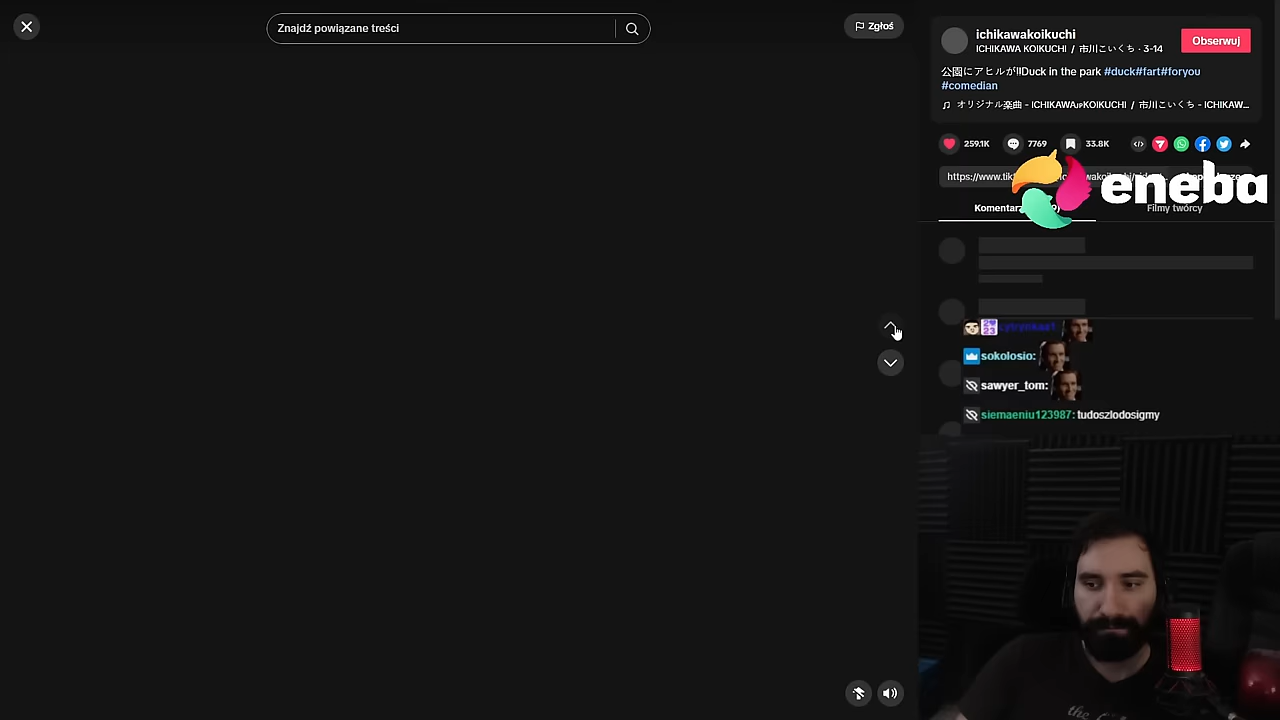 Znajdź powiązane treści
Zgłoś
ichikawakoikuchi
ICHIKAWA KOIKUCHI / 市川こいくち · 3-14
Obserwuj
公園にアヒルが!!Duck in the park #duck#fart#foryou
#comedian
オリジナル楽曲 - ICHIKAWAJPKOIKUCHI / 市川こいくち - ICHIKAW...
259.1K
7769
33.8K
https://www.tik
eneba
Filmy twórcy
sokolosio:
sawyer_tom:
siemaeniu123987: tudoszlodosigmy
the